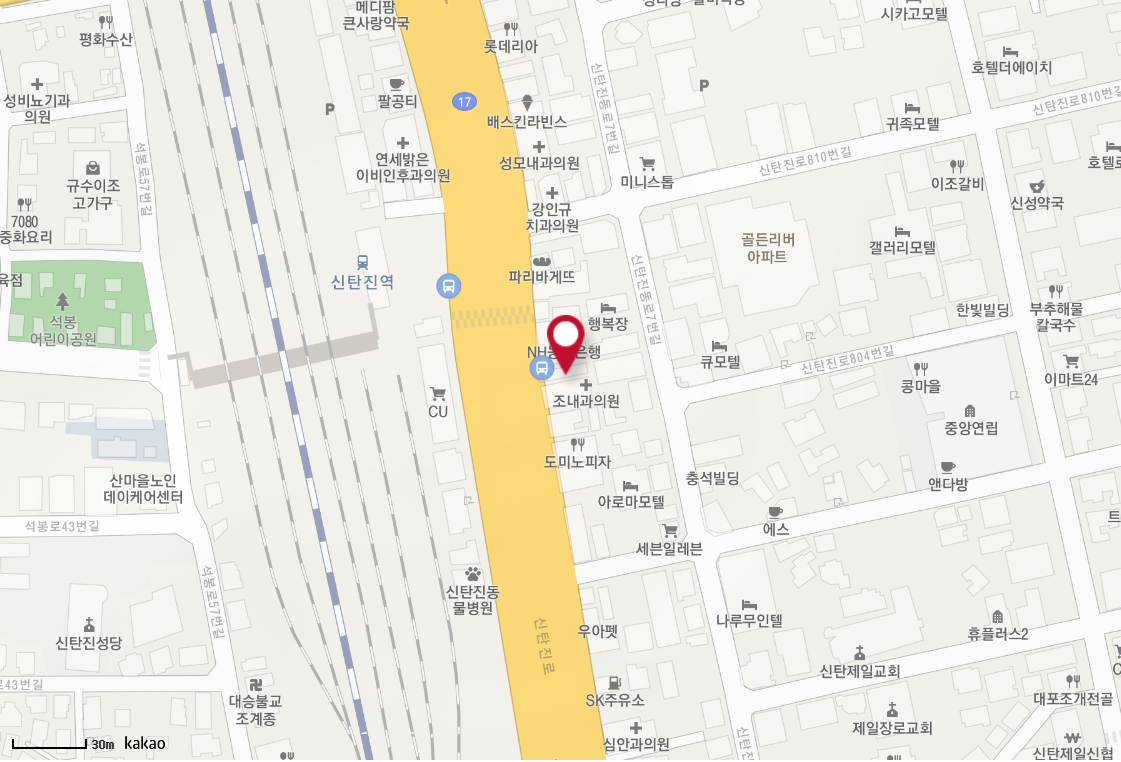 메디팜
큰사랑약국
평화수산
롯데리아
시카고모텔
호텔더에이치
성비뇨기과
의원
팔공티
17
P
P
배스킨라빈스
신탄진동로7번길
귀족모텔
신탄진로810번길
연세밝은
이비인후과의원
성모내과의원
미니스톱
신탄진로810번길
이조갈비
석봉로57번길
규수이조
고가구
신성약국
7080
중화요리
강인규
치과의원
골든리버
아파트
갤러리모텔
육점
신탄진역
파리바게뜨
신탄진동로7번길
석봉
어린이공원
행복장
한빛빌딩
부추해물
칼국수
큐모텔
신탄진로804번길
이마트24
콩마을
CU
조내과의원
중앙연립
도미노피자
충석빌딩
앤다방
산마을노인
데이케어센터
아로마모텔
에스
석봉로43번길
세븐일레븐
석봉로57번길
신탄진동
물병원
나루무인텔
휴플러스2
신탄진성당
우아펫
신탄진로
신탄제일교회
43번길
대승불교
조계종
SK주유소
대포조개전골
제일장로교회
심안과의원
신탄제일신협
30m kakao